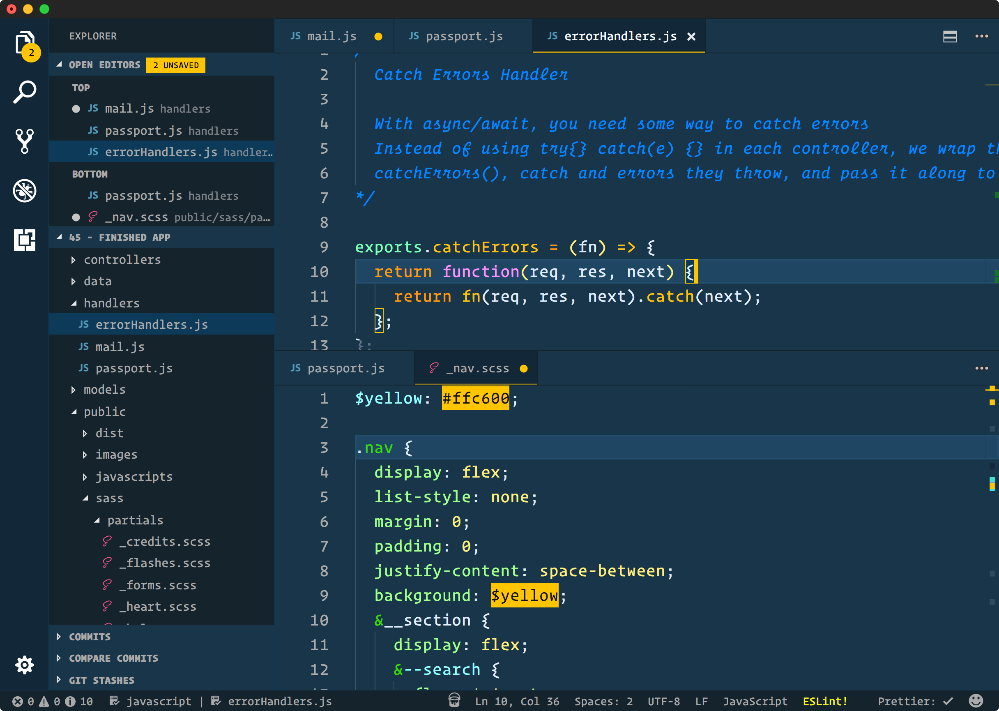 EXPLORER
2
OPEN EDITORS 2 UNSAVED
TOP
JS mail.js handlers
JS passport.js handlers
JS errorHandlers.js handler…
BOTTOM
JS passport.js handlers
_nav.scss public/sass/pa…
45 - FINISHED APP
controllers
data
handlers
JS errorHandlers.js
JS mail.js
JS passport.js
models
public
dist
images
javascripts
sass
partials
_credits.scss
_flashes.scss
_forms.scss
_heart.scss
COMMITS
COMPARE COMMITS
GIT STASHES
JS mail.js JS passport.js JS errorHandlers.js ×
2 Catch Errors Handler
3
4 With async/await, you need some way to catch errors
5 Instead of using try{} catch(e) {} in each controller, we wrap
6 catchErrors(), catch and errors they throw, and pass it along to
7 */
8
9 exports.catchErrors = (fn) => {
10 return function(req, res, next) {
11 return fn(req, res, next).catch(next);
12 };
13 };
JS passport.js _nav.scss
1 $yellow: #ffc600;
2
3 .nav {
4 display: flex;
5 list-style: none;
6 margin: 0;
7 padding: 0;
8 justify-content: space-between;
9 background: $yellow;
10 &__section {
11 display: flex;
12 &--search {
0 0 10 javascript | errorHandlers.js Ln 10, Col 36 Spaces: 2 UTF-8 LF JavaScript ESLint! Prettier: ✓